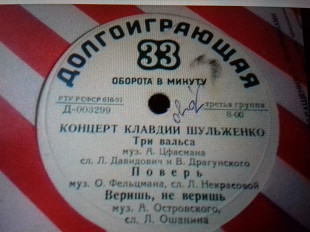 ДОЛГОИГРАЮЩАЯ
33
ОБОРОТА В МИНУТУ
РТУ РСФСР 616-57
Д-003299
третья группа
8-00
КОНЦЕРТ КЛАВДИИ ШУЛЬЖЕНКО
Три вальса
муз. А. Цфасмана
сл. Л. Давидович и В. Драгунского
Поверь
муз. О. Фельцмана, сл. Л. Некрасовой
Веришь, не веришь
муз. А. Островского,
сл. Л. Ошанина